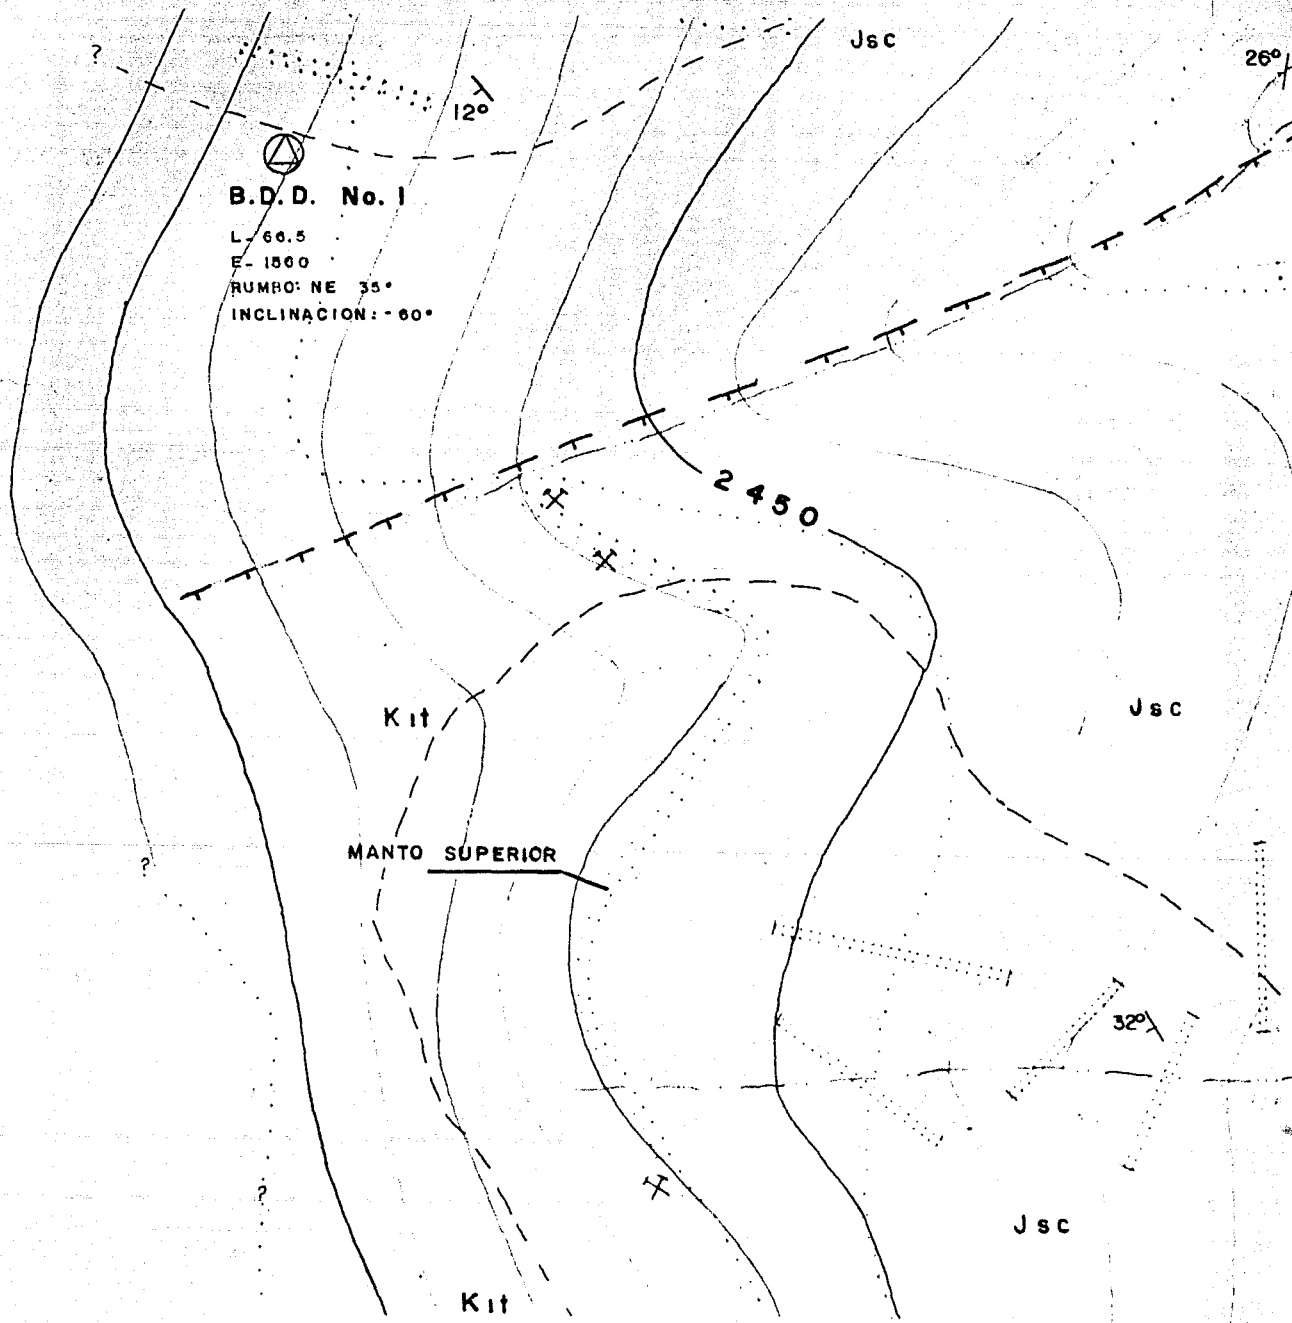 ?
Jsc
26°
12°
B.D.D. No. 1
L- 66.5
E- 1560
RUMBO: NE 35°
INCLINACION: - 60°
2450
Kit
Jsc
MANTO SUPERIOR
?
32°
?
Jsc
Kit